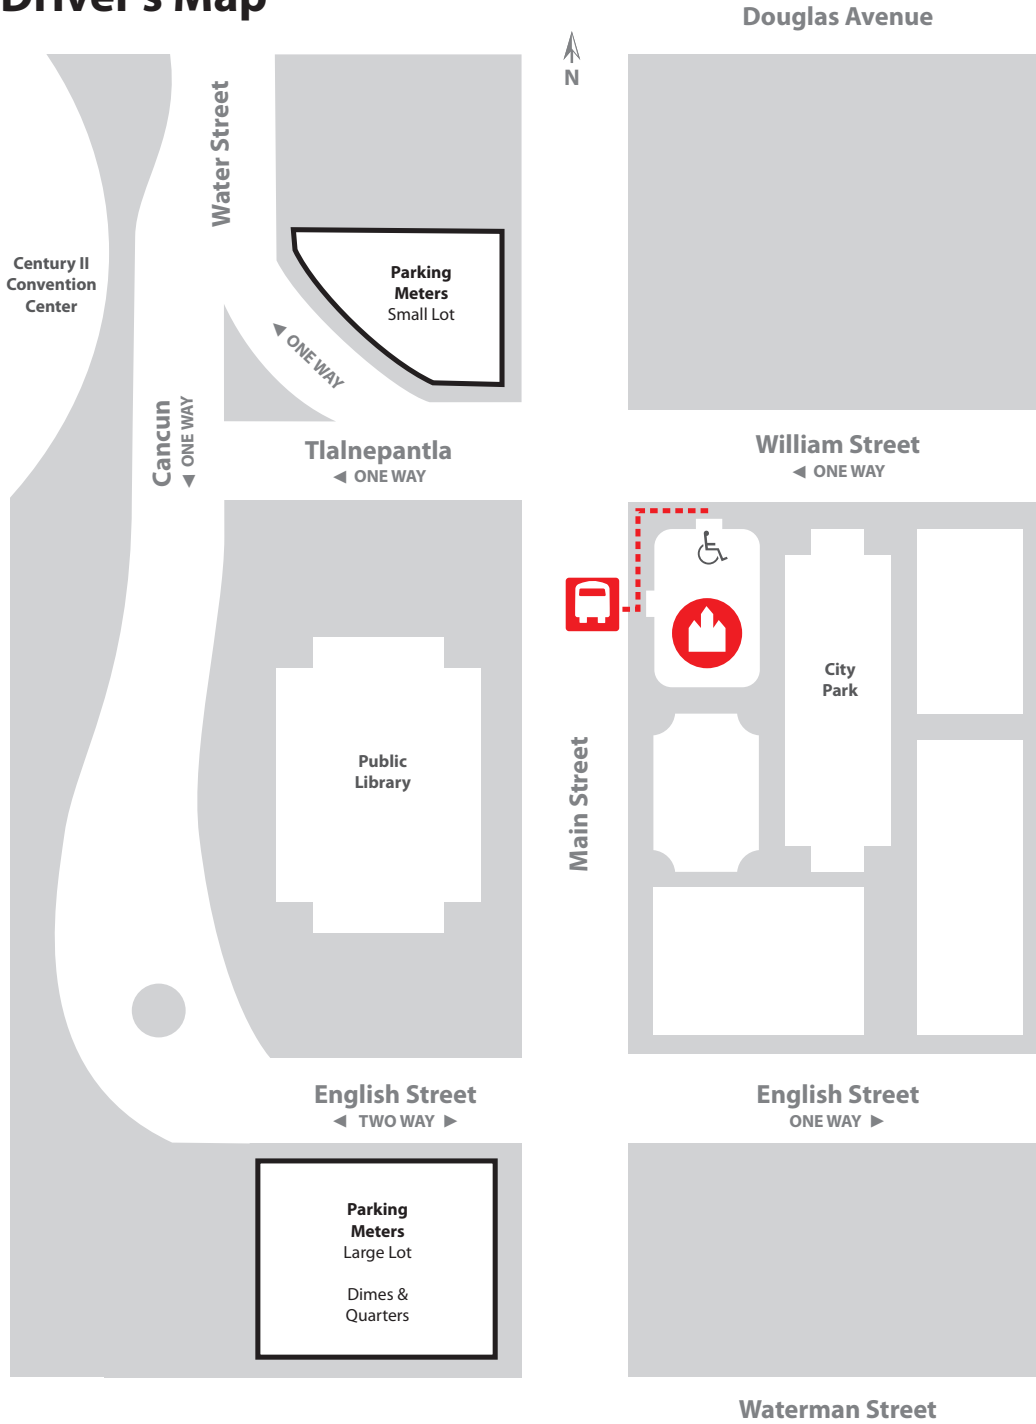 Driver's Map
Douglas Avenue
N
Water Street
Century II
Convention
Center
Parking
Meters
Small Lot
◀ ONE WAY
Cancun
◀ ONE WAY
Tlalnepantla
◀ ONE WAY
William Street
◀ ONE WAY
City
Park
Public
Library
Main Street
English Street
◀ TWO WAY ▶
English Street
ONE WAY ▶
Parking
Meters
Large Lot
Dimes &
Quarters
Waterman Street